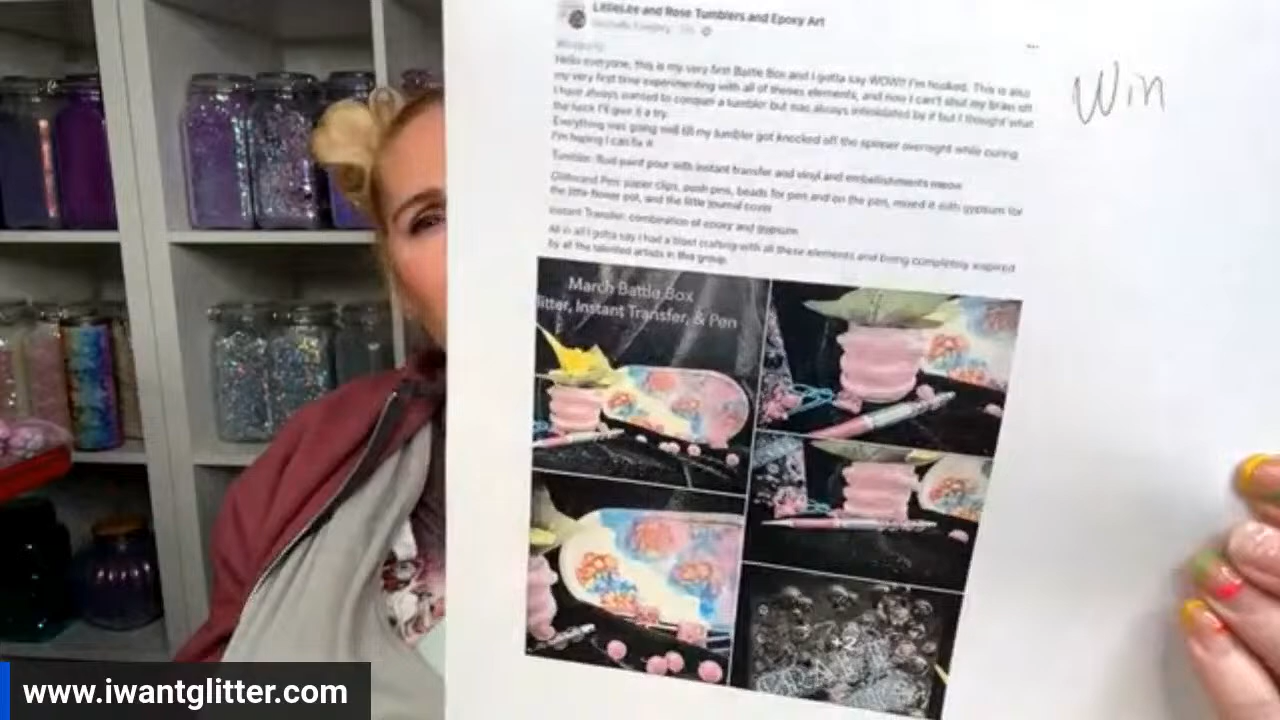 LittleLee and Rose Tumblers and Epoxy Art
Win
Hello everyone, this is my very first Battle Box and I gotta say WOW!! I'm hooked. This is also
my very first time experimenting with all of theses elements, and now I can't shut my brain off
I have always wanted to conquer a tumbler but was always intimidated by it but I thought what
the heck I'll give it a try.
Everything was going well till my tumbler got knocked off the spinner overnight while curing
I'm hoping I can fix it
Tumbler: fluid paint pour with instant transfer and vinyl and embellishments
Glitter and Pen: paper clips, push pens, beads for pen and on the pen, mixed it with gypsum for
the little flower pot, and the little journal cover
Instant Transfer: combination of epoxy and gypsum
All in all I gotta say I had a blast crafting with all these elements and being completely inspired
by all the talented artists in this group.
March Battle Box
litter, Instant Transfer, & Pen
+2
www.iwantglitter.com